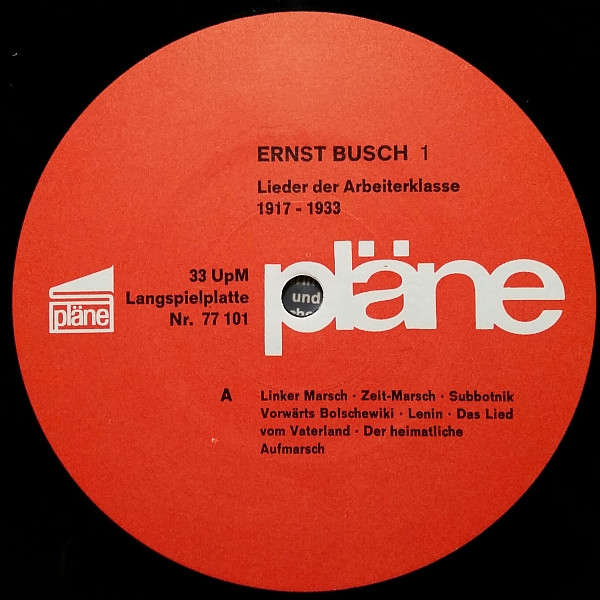 ERNST BUSCH 1
Lieder der Arbeiterklasse
1917 - 1933
pläne
33 UpM
Langspielplatte
Nr. 77 101
und
pläne
A
Linker Marsch · Zeit-Marsch · Subbotnik
Vorwärts Bolschewiki · Lenin · Das Lied
vom Vaterland · Der heimatliche
Aufmarsch